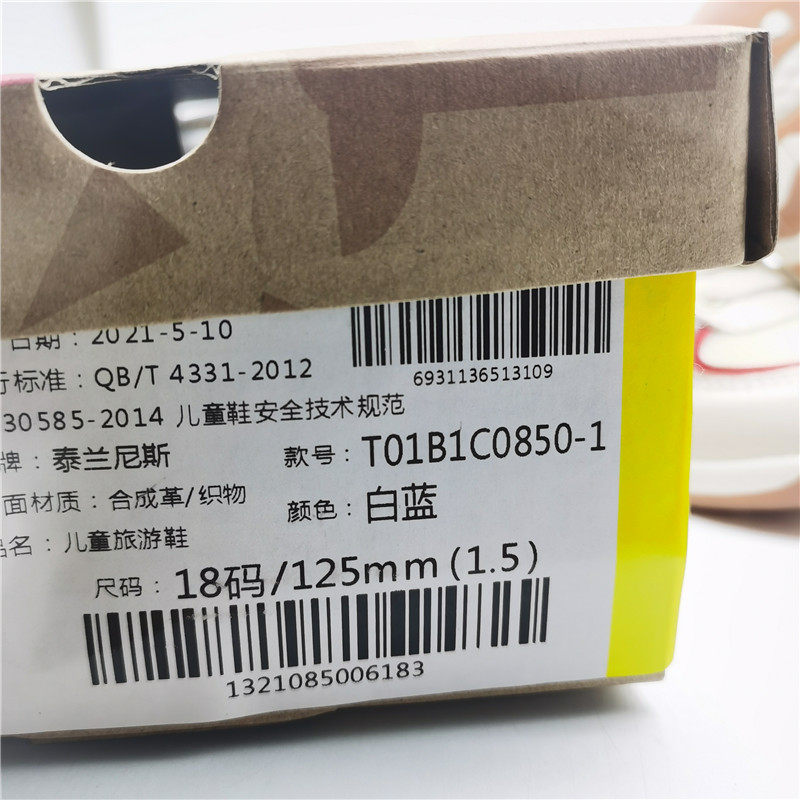 日期：2021-5-10
6931136513109
行标准：QB/T 4331-2012
30585-2014 儿童鞋安全技术规范
牌：泰兰尼斯
款号：T01B1C0850-1
面材质：合成革/织物
颜色：白蓝
品名：儿童旅游鞋
尺码：18码/125mm(1.5)
1321085006183